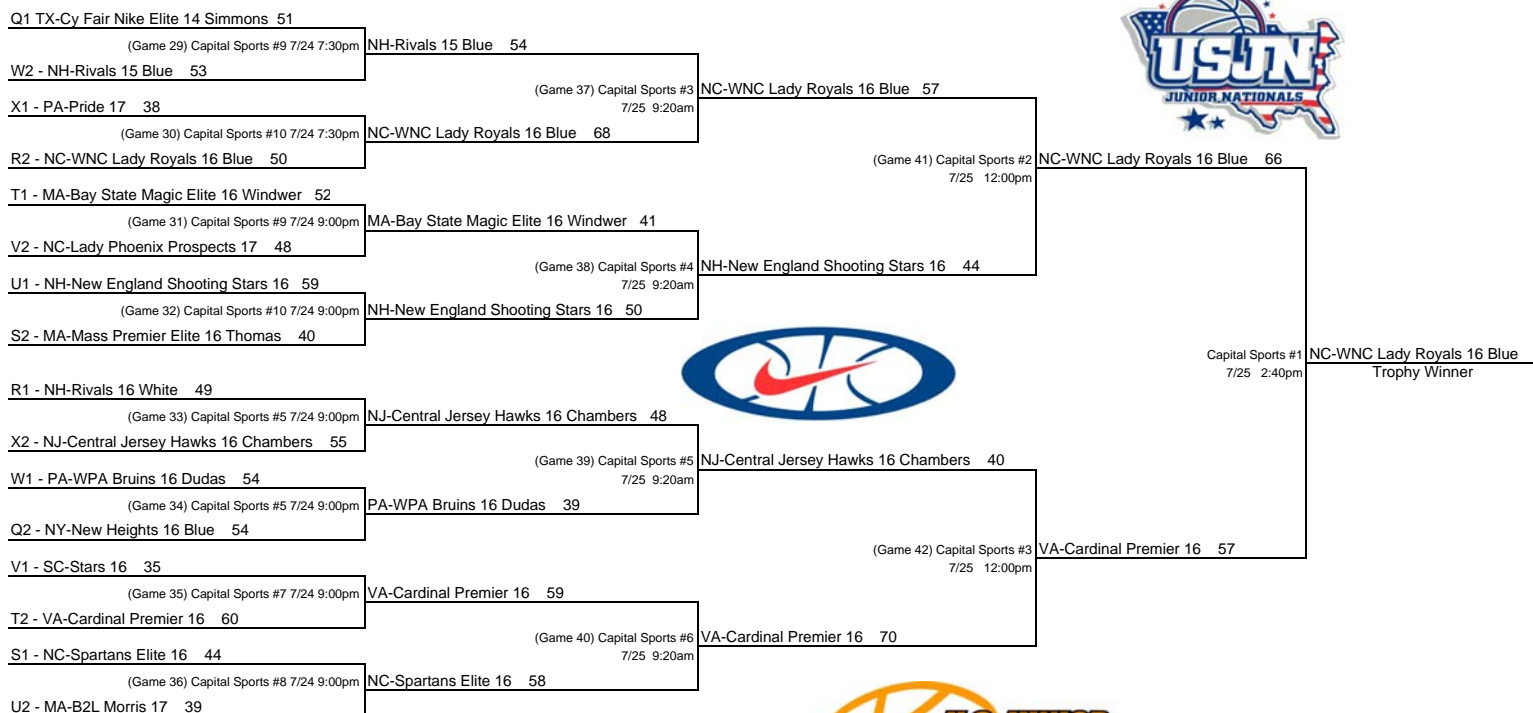 Q1 TX-Cy Fair Nike Elite 14 Simmons 51
(Game 29) Capital Sports #9 7/24 7:30pm
W2 - NH-Rivals 15 Blue 53
X1 - PA-Pride 17 38
(Game 30) Capital Sports #10 7/24 7:30pm
R2 - NC-WNC Lady Royals 16 Blue 50
T1 - MA-Bay State Magic Elite 16 Windwer 52
(Game 31) Capital Sports #9 7/24 9:00pm
V2 - NC-Lady Phoenix Prospects 17 48
U1 - NH-New England Shooting Stars 16 59
(Game 32) Capital Sports #10 7/24 9:00pm
S2 - MA-Mass Premier Elite 16 Thomas 40
R1 - NH-Rivals 16 White 49
(Game 33) Capital Sports #5 7/24 9:00pm
X2 - NJ-Central Jersey Hawks 16 Chambers 55
W1 - PA-WPA Bruins 16 Dudas 54
(Game 34) Capital Sports #5 7/24 9:00pm
Q2 - NY-New Heights 16 Blue 54
V1 - SC-Stars 16 35
(Game 35) Capital Sports #7 7/24 9:00pm
T2 - VA-Cardinal Premier 16 60
S1 - NC-Spartans Elite 16 44
(Game 36) Capital Sports #8 7/24 9:00pm
U2 - MA-B2L Morris 17 39
NH-Rivals 15 Blue 54
(Game 37) Capital Sports #3
7/25 9:20am
NC-WNC Lady Royals 16 Blue 68
MA-Bay State Magic Elite 16 Windwer 41
(Game 38) Capital Sports #4
7/25 9:20am
NH-New England Shooting Stars 16 50
NJ-Central Jersey Hawks 16 Chambers 48
(Game 39) Capital Sports #5
7/25 9:20am
PA-WPA Bruins 16 Dudas 39
VA-Cardinal Premier 16 59
(Game 40) Capital Sports #6
7/25 9:20am
NC-Spartans Elite 16 58
NC-WNC Lady Royals 16 Blue 57
(Game 41) Capital Sports #2
7/25 12:00pm
NH-New England Shooting Stars 16 44
NJ-Central Jersey Hawks 16 Chambers 40
(Game 42) Capital Sports #3
7/25 12:00pm
VA-Cardinal Premier 16 70
NC-WNC Lady Royals 16 Blue 66
Capital Sports #1
7/25 2:40pm
VA-Cardinal Premier 16 57
NC-WNC Lady Royals 16 Blue
Trophy Winner
USJN
JUNIOR NATIONALS